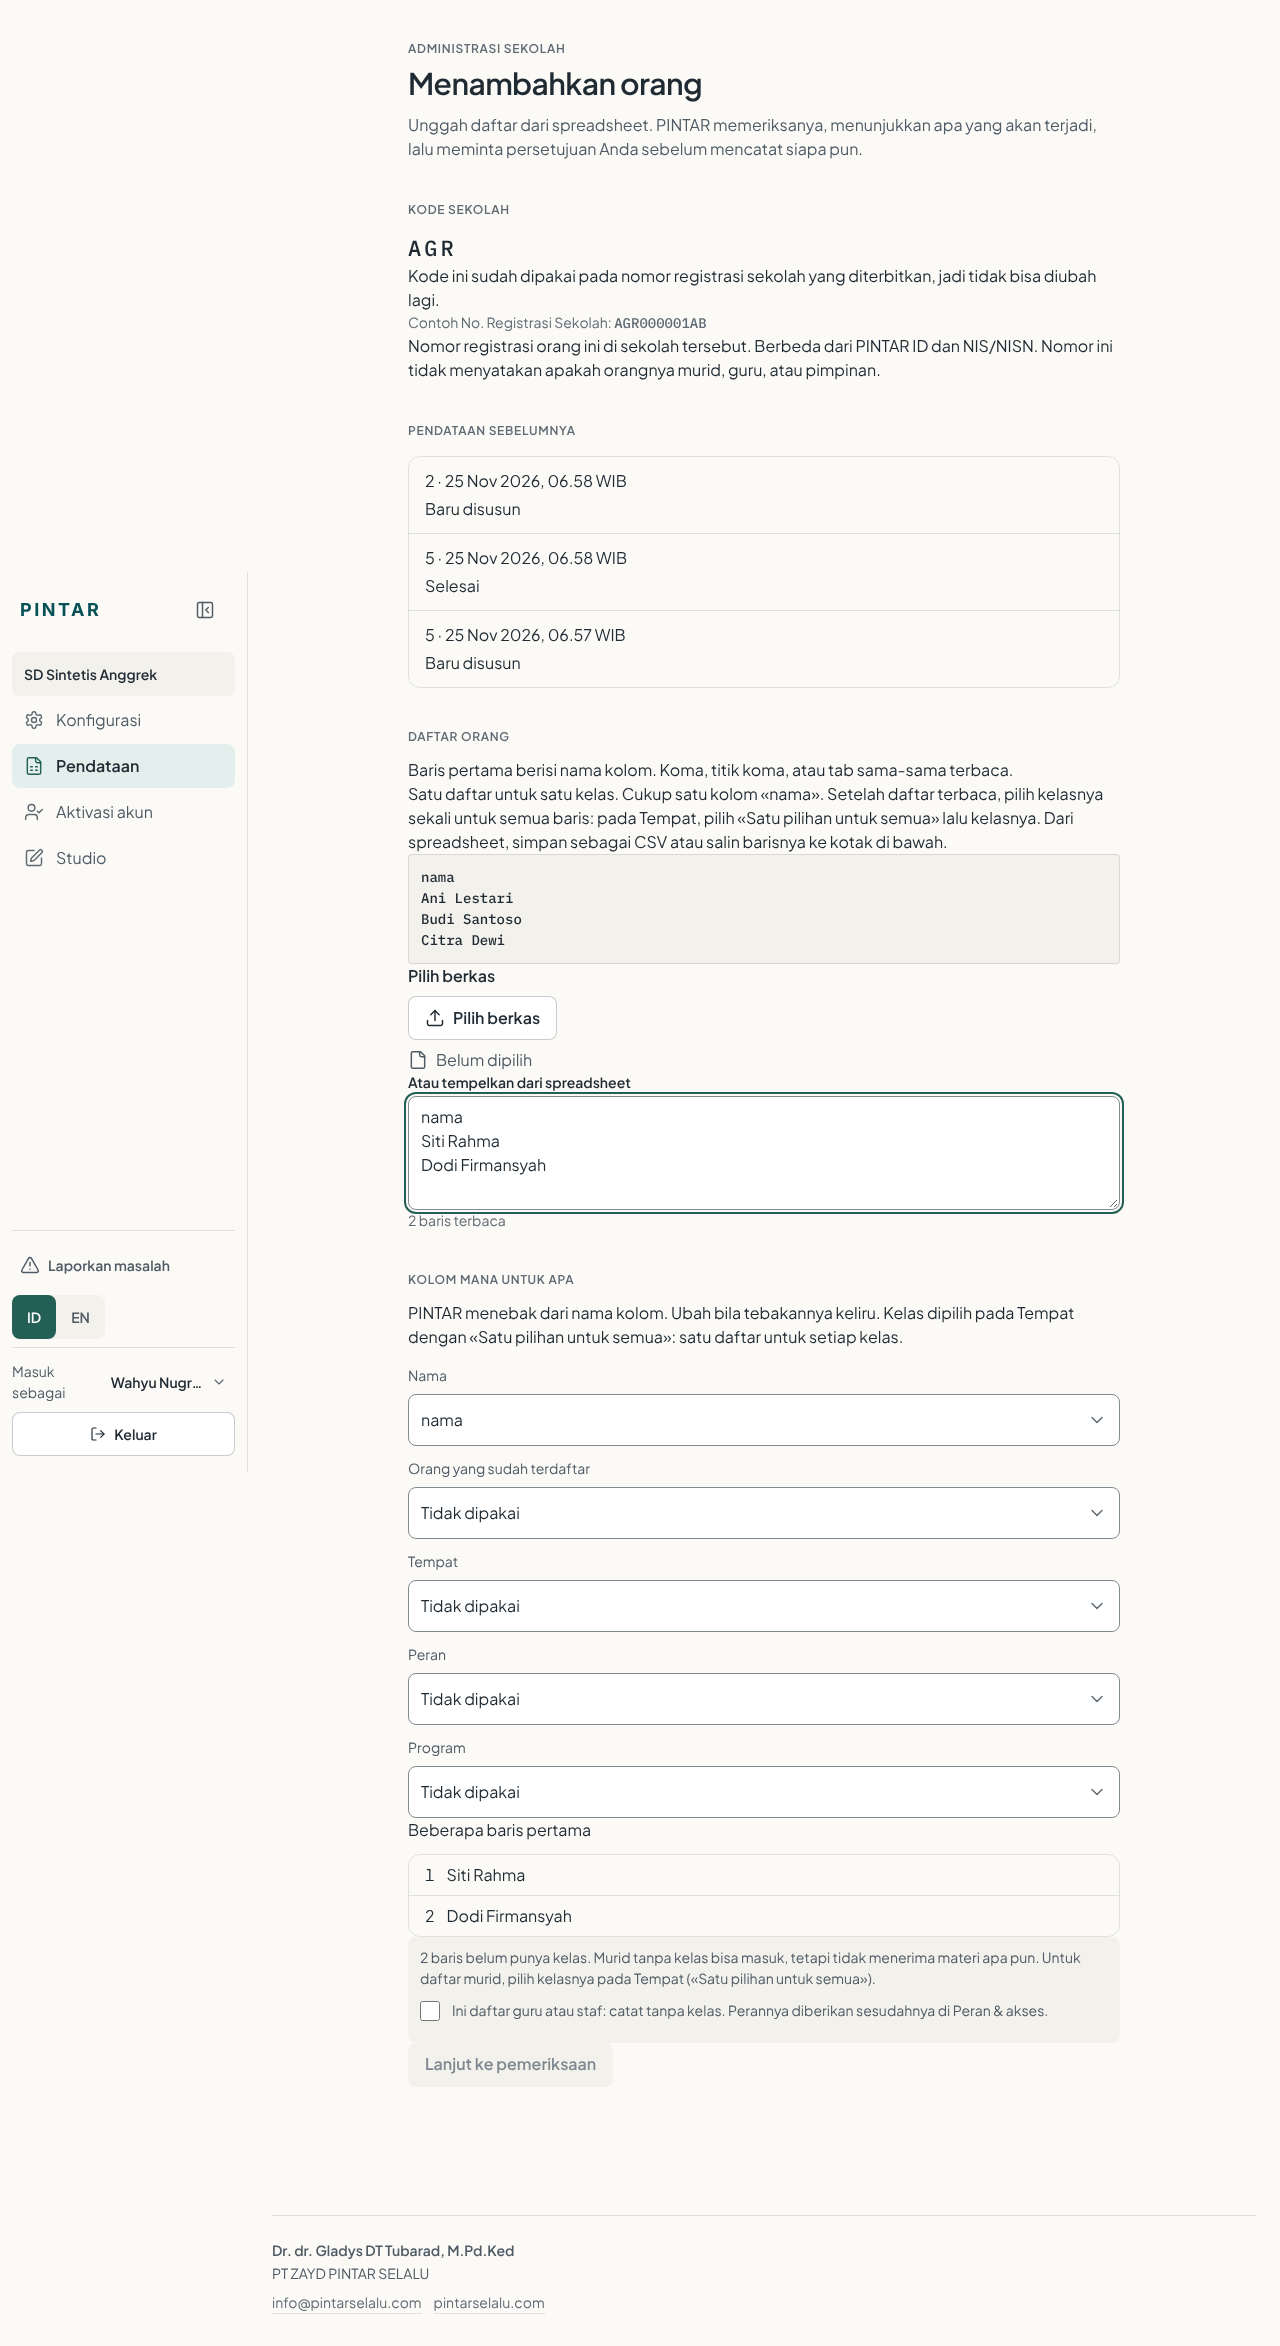 ADMINISTRASI SEKOLAH
Menambahkan orang
Unggah daftar dari spreadsheet. PINTAR memeriksanya, menunjukkan apa yang akan terjadi,
lalu meminta persetujuan Anda sebelum mencatat siapa pun.
KODE SEKOLAH
AGR
Kode ini sudah dipakai pada nomor registrasi sekolah yang diterbitkan, jadi tidak bisa diubah
lagi.
Contoh No. Registrasi Sekolah: AGR000001AB
Nomor registrasi orang ini di sekolah tersebut. Berbeda dari PINTAR ID dan NIS/NISN. Nomor ini
tidak menyatakan apakah orangnya murid, guru, atau pimpinan.
PENDATAAN SEBELUMNYA
2 · 25 Nov 2026, 06.58 WIB
Baru disusun
5 · 25 Nov 2026, 06.58 WIB
Selesai
5 · 25 Nov 2026, 06.57 WIB
Baru disusun
PINTAR
SD Sintetis Anggrek
Konfigurasi
Pendataan
Aktivasi akun
Studio
Laporkan masalah
ID EN
Masuk
sebagai
Wahyu Nugr...
Keluar
DAFTAR ORANG
Baris pertama berisi nama kolom. Koma, titik koma, atau tab sama-sama terbaca.
Satu daftar untuk satu kelas. Cukup satu kolom «nama». Setelah daftar terbaca, pilih kelasnya
sekali untuk semua baris: pada Tempat, pilih «Satu pilihan untuk semua» lalu kelasnya. Dari
spreadsheet, simpan sebagai CSV atau salin barisnya ke kotak di bawah.
nama
Ani Lestari
Budi Santoso
Citra Dewi
Pilih berkas
Pilih berkas
Belum dipilih
Atau tempelkan dari spreadsheet
nama
Siti Rahma
Dodi Firmansyah
2 baris terbaca
KOLOM MANA UNTUK APA
PINTAR menebak dari nama kolom. Ubah bila tebakannya keliru. Kelas dipilih pada Tempat
dengan «Satu pilihan untuk semua»: satu daftar untuk setiap kelas.
Nama
nama
Orang yang sudah terdaftar
Tidak dipakai
Tempat
Tidak dipakai
Peran
Tidak dipakai
Program
Tidak dipakai
Beberapa baris pertama
1 Siti Rahma
2 Dodi Firmansyah
2 baris belum punya kelas. Murid tanpa kelas bisa masuk, tetapi tidak menerima materi apa pun. Untuk
daftar murid, pilih kelasnya pada Tempat («Satu pilihan untuk semua»).
Ini daftar guru atau staf: catat tanpa kelas. Perannya diberikan sesudahnya di Peran & akses.
Lanjut ke pemeriksaan
Dr. dr. Gladys DT Tubarad, M.Pd.Ked
PT ZAYD PINTAR SELALU
info@pintarselalu.com pintarselalu.com